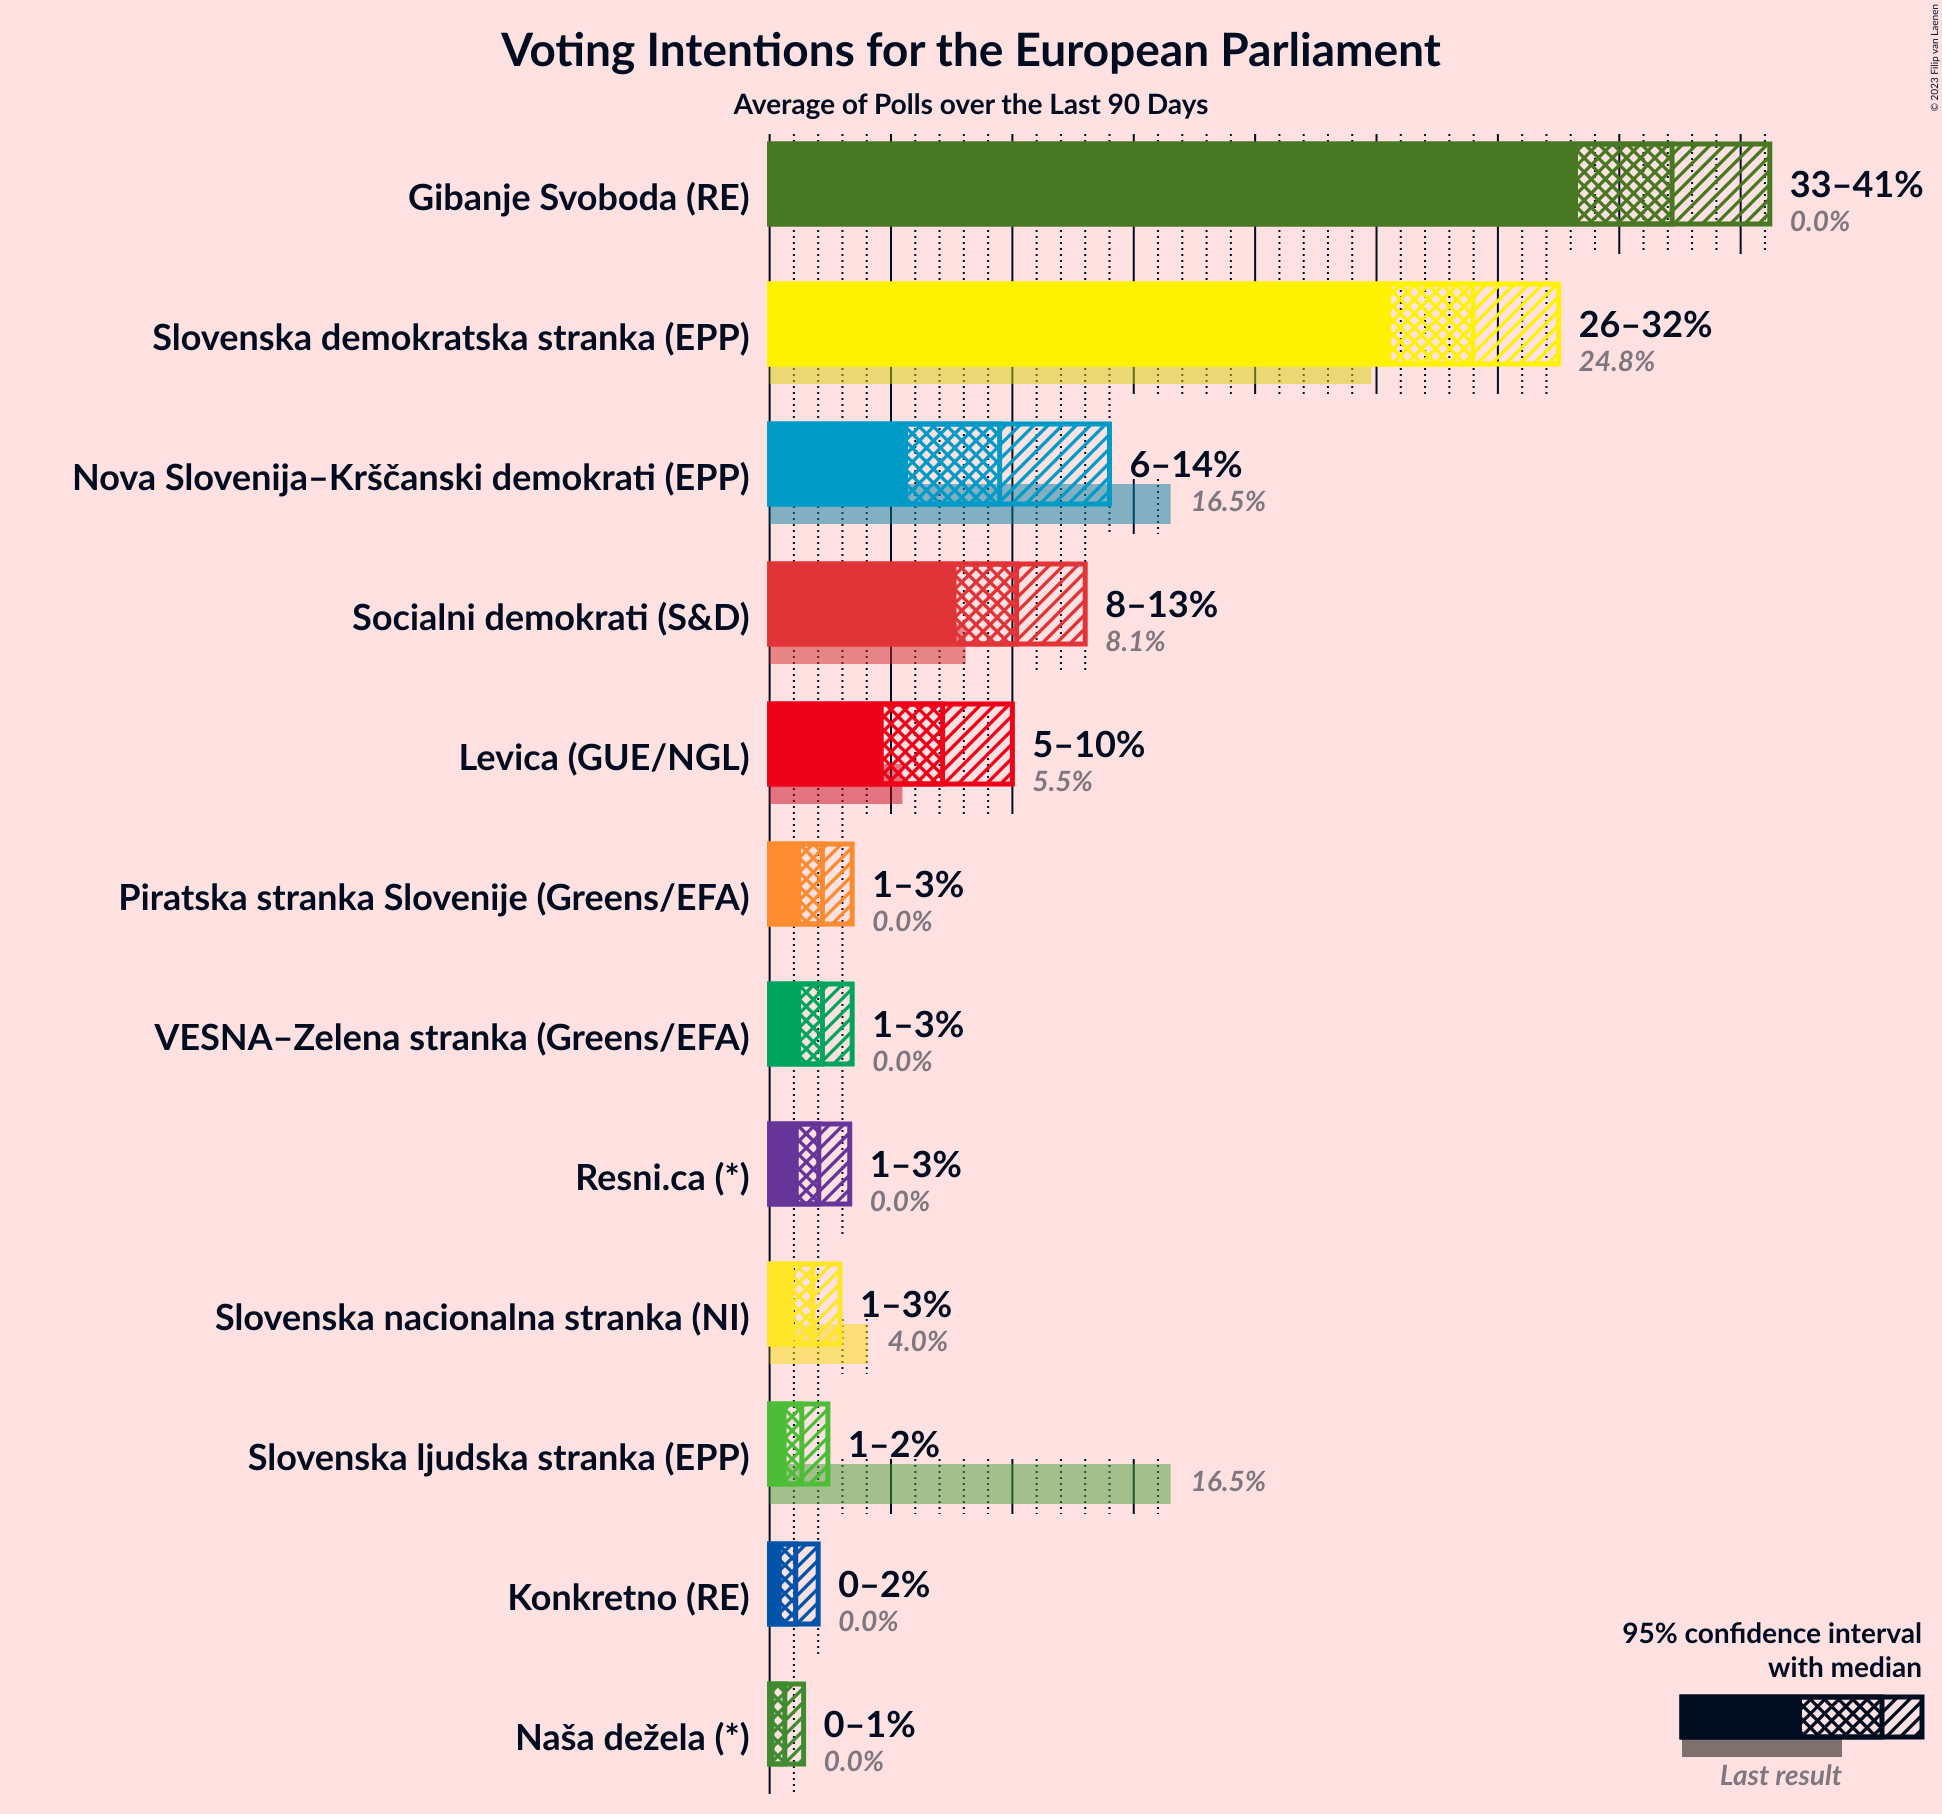 Voting Intentions for the European Parliament
Average of Polls over the Last 90 Days
© 2023 Filip van Laenen
Gibanje Svoboda (RE)
33–41%
0.0%
Slovenska demokratska stranka (EPP)
26–32%
24.8%
Nova Slovenija–Krščanski demokrati (EPP)
6–14%
16.5%
Socialni demokrati (S&D)
8–13%
8.1%
Levica (GUE/NGL)
5–10%
5.5%
Piratska stranka Slovenije (Greens/EFA)
1–3%
0.0%
VESNA–Zelena stranka (Greens/EFA)
1–3%
0.0%
Resni.ca (*)
1–3%
0.0%
Slovenska nacionalna stranka (NI)
1–3%
4.0%
Slovenska ljudska stranka (EPP)
1–2%
16.5%
Konkretno (RE)
0–2%
0.0%
Naša dežela (*)
0–1%
0.0%
95% confidence interval
with median
Last result